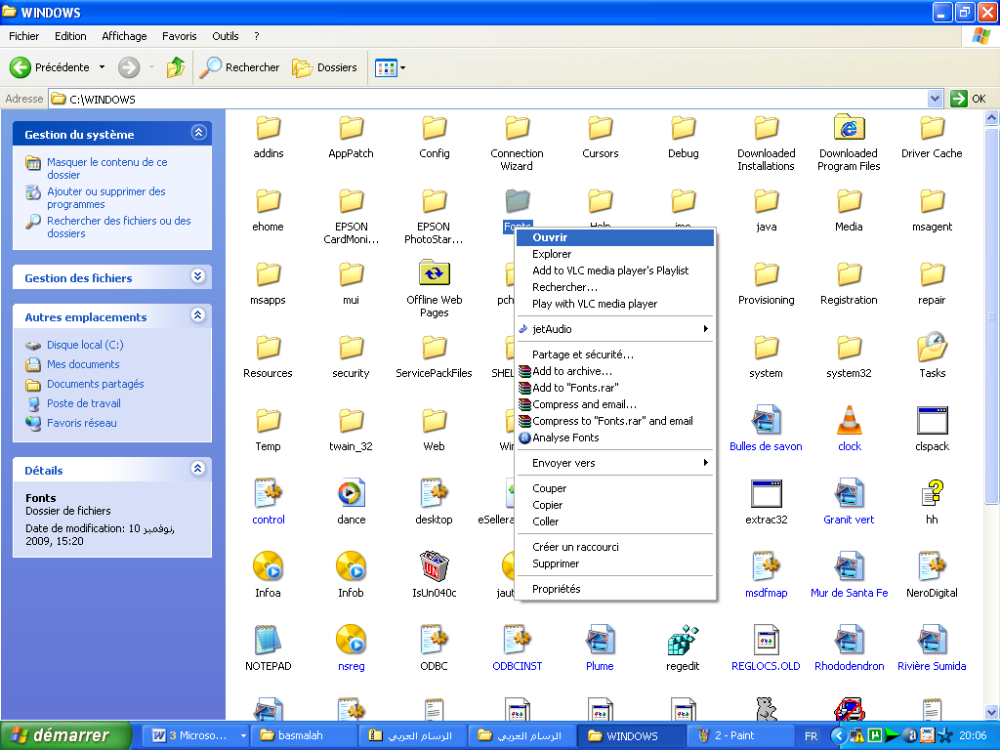 WINDOWS
Fichier Edition Affichage Favoris Outils ?
Précédente Rechercher Dossiers
Adresse C:\WINDOWS OK
Gestion du système
Masquer le contenu de ce
dossier
Ajouter ou supprimer des
programmes
Rechercher des fichiers ou des
dossiers
Gestion des fichiers
Autres emplacements
Disque local (C:)
Mes documents
Documents partagés
Poste de travail
Favoris réseau
Détails
Fonts
Dossier de fichiers
Date de modification: 10 نوفمبر,
2009, 15:20
addins AppPatch Config Connection Wizard Cursors Debug Downloaded Installations Downloaded Program Files Driver Cache
ehome EPSON CardMoni... EPSON PhotoStar... Fonts Help ime java Media msagent
msapps mui Offline Web Pages pch Provisioning Registration repair
Resources security ServicePackFiles SHEL system system32 Tasks
Temp twain_32 Web Win Bulles de savon clock clspack
control dance desktop eSellera extrac32 Granit vert hh
Infoa Infob IsUn040c jaut msdfmap Mur de Santa Fe NeroDigital
NOTEPAD nsreg ODBC ODBCINST Plume regedit REGLOCS.OLD Rhododendron Rivière Sumida
Ouvrir
Explorer
Add to VLC media player's Playlist
Rechercher...
Play with VLC media player
jetAudio
Partage et sécurité...
Add to archive...
Add to "Fonts.rar"
Compress and email...
Compress to "Fonts.rar" and email
Analyse Fonts
Envoyer vers
Couper
Copier
Coller
Créer un raccourci
Supprimer
Propriétés
démarrer 3 Microso... basmalah الرسام العربي الرسام العربي WINDOWS 2 - Paint FR 20:06